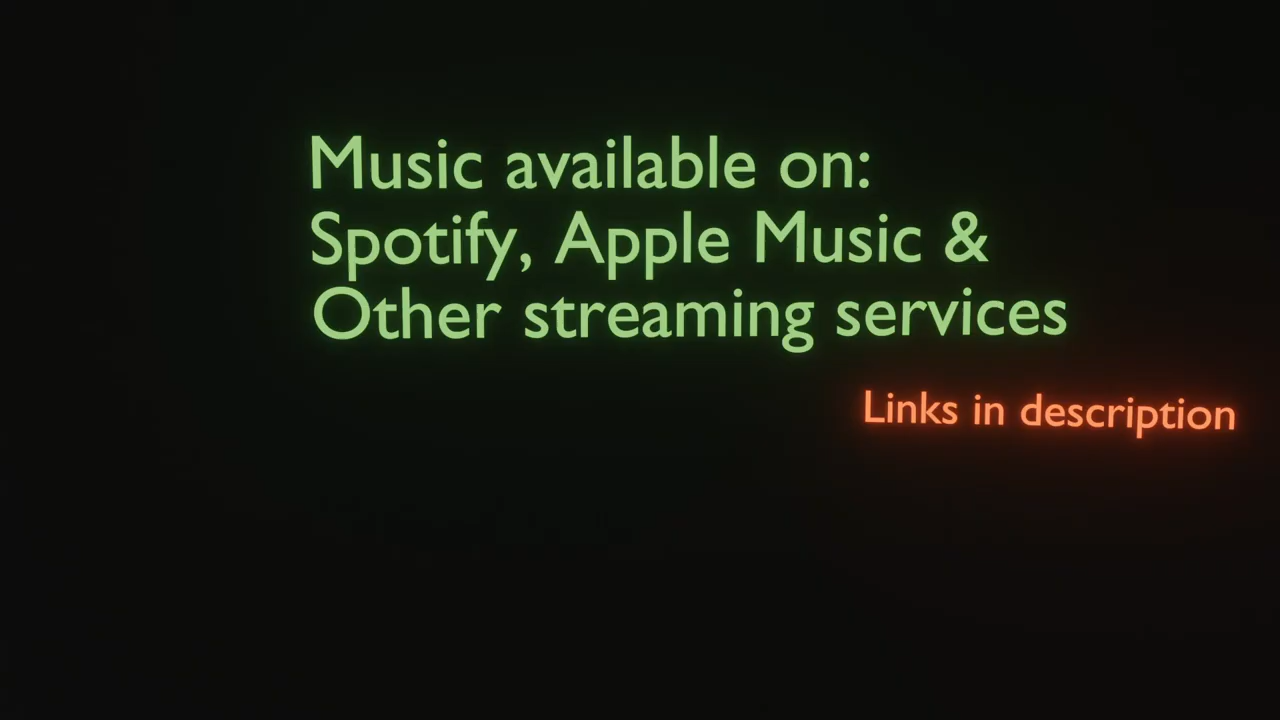 Music available on:
Spotify, Apple Music &
Other streaming services
Links in description